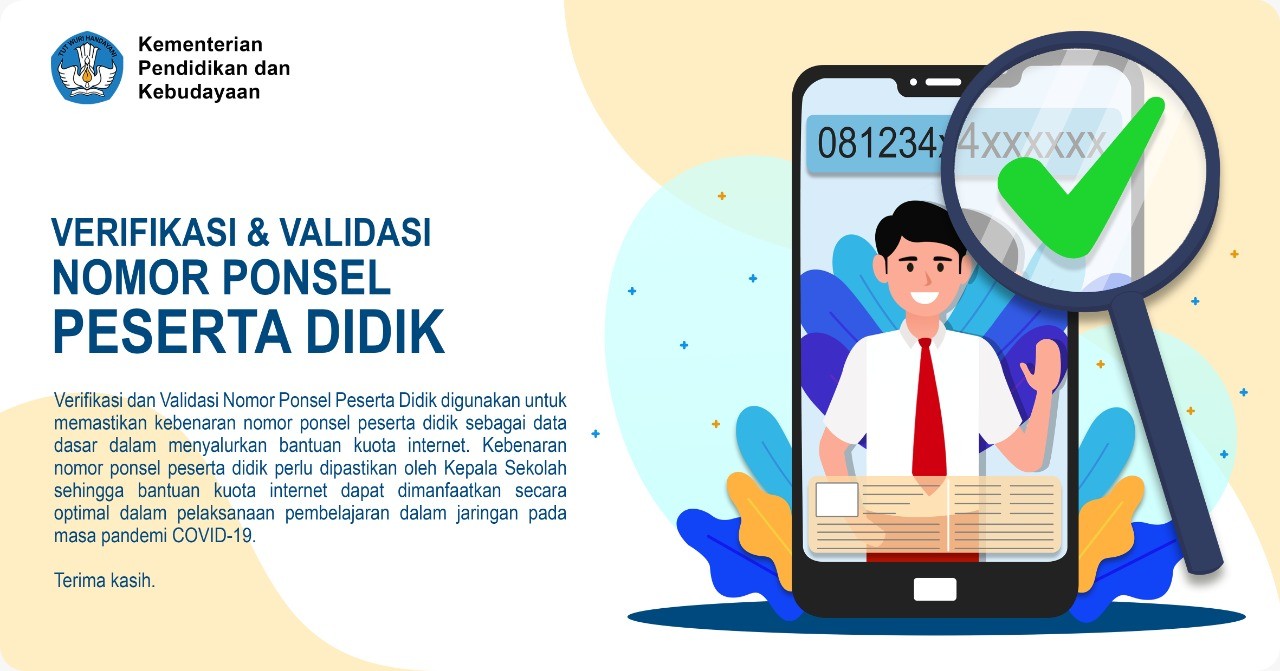 TUT WURI HANDAYANI
Kementerian
Pendidikan dan
Kebudayaan
VERIFIKASI & VALIDASI
NOMOR PONSEL
PESERTA DIDIK
Verifikasi dan Validasi Nomor Ponsel Peserta Didik digunakan untuk
memastikan kebenaran nomor ponsel peserta didik sebagai data
dasar dalam menyalurkan bantuan kuota internet. Kebenaran
nomor ponsel peserta didik perlu dipastikan oleh Kepala Sekolah
sehingga bantuan kuota internet dapat dimanfaatkan secara
optimal dalam pelaksanaan pembelajaran dalam jaringan pada
masa pandemi COVID-19.
Terima kasih.
081234x4xxxxxx